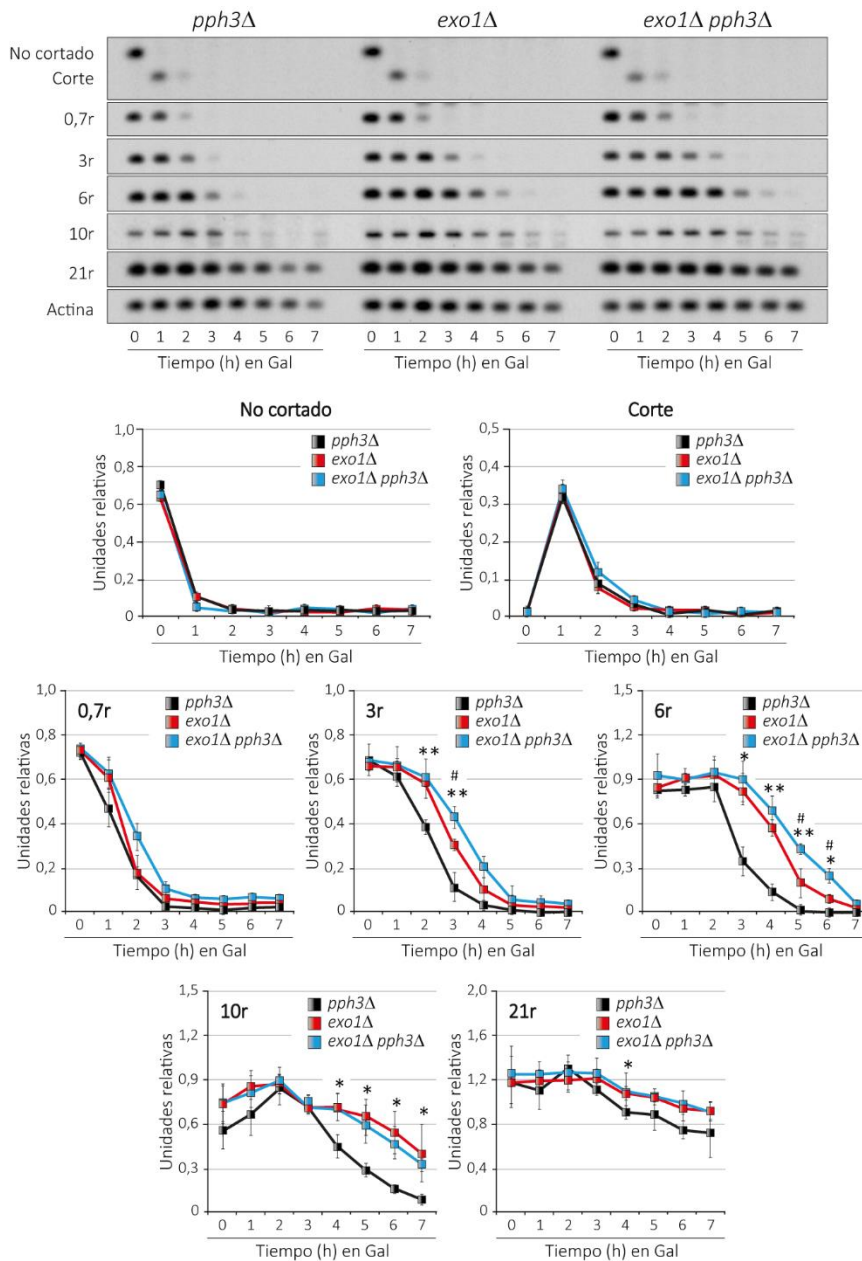 pph3Δ exo1Δ exo1Δ pph3Δ
No cortado
Corte
0,7r
3r
6r
10r
21r
Actina
0 1 2 3 4 5 6 7 0 1 2 3 4 5 6 7 0 1 2 3 4 5 6 7
Tiempo (h) en Gal Tiempo (h) en Gal Tiempo (h) en Gal
No cortado
Unidades relativas
1,0
0,8
0,6
0,4
0,2
0
pph3Δ
exo1Δ
exo1Δ pph3Δ
0 1 2 3 4 5 6 7
Tiempo (h) en Gal
Corte
Unidades relativas
0,5
0,4
0,3
0,2
0,1
0
pph3Δ
exo1Δ
exo1Δ pph3Δ
0 1 2 3 4 5 6 7
Tiempo (h) en Gal
0,7r
Unidades relativas
1,0
0,8
0,6
0,4
0,2
0
pph3Δ
exo1Δ
exo1Δ pph3Δ
0 1 2 3 4 5 6 7
Tiempo (h) en Gal
3r
Unidades relativas
1,0
0,8
0,6
0,4
0,2
0
pph3Δ
exo1Δ
exo1Δ pph3Δ
**
#
**
0 1 2 3 4 5 6 7
Tiempo (h) en Gal
6r
Unidades relativas
1,5
1,2
0,9
0,6
0,3
0
pph3Δ
exo1Δ
exo1Δ pph3Δ
*
**
# #
** *
0 1 2 3 4 5 6 7
Tiempo (h) en Gal
10r
Unidades relativas
1,5
1,2
0,9
0,6
0,3
0
pph3Δ
exo1Δ
exo1Δ pph3Δ
* * * *
0 1 2 3 4 5 6 7
Tiempo (h) en Gal
21r
Unidades relativas
2,0
1,6
1,2
0,8
0,4
0
pph3Δ
exo1Δ
exo1Δ pph3Δ
*
0 1 2 3 4 5 6 7
Tiempo (h) en Gal